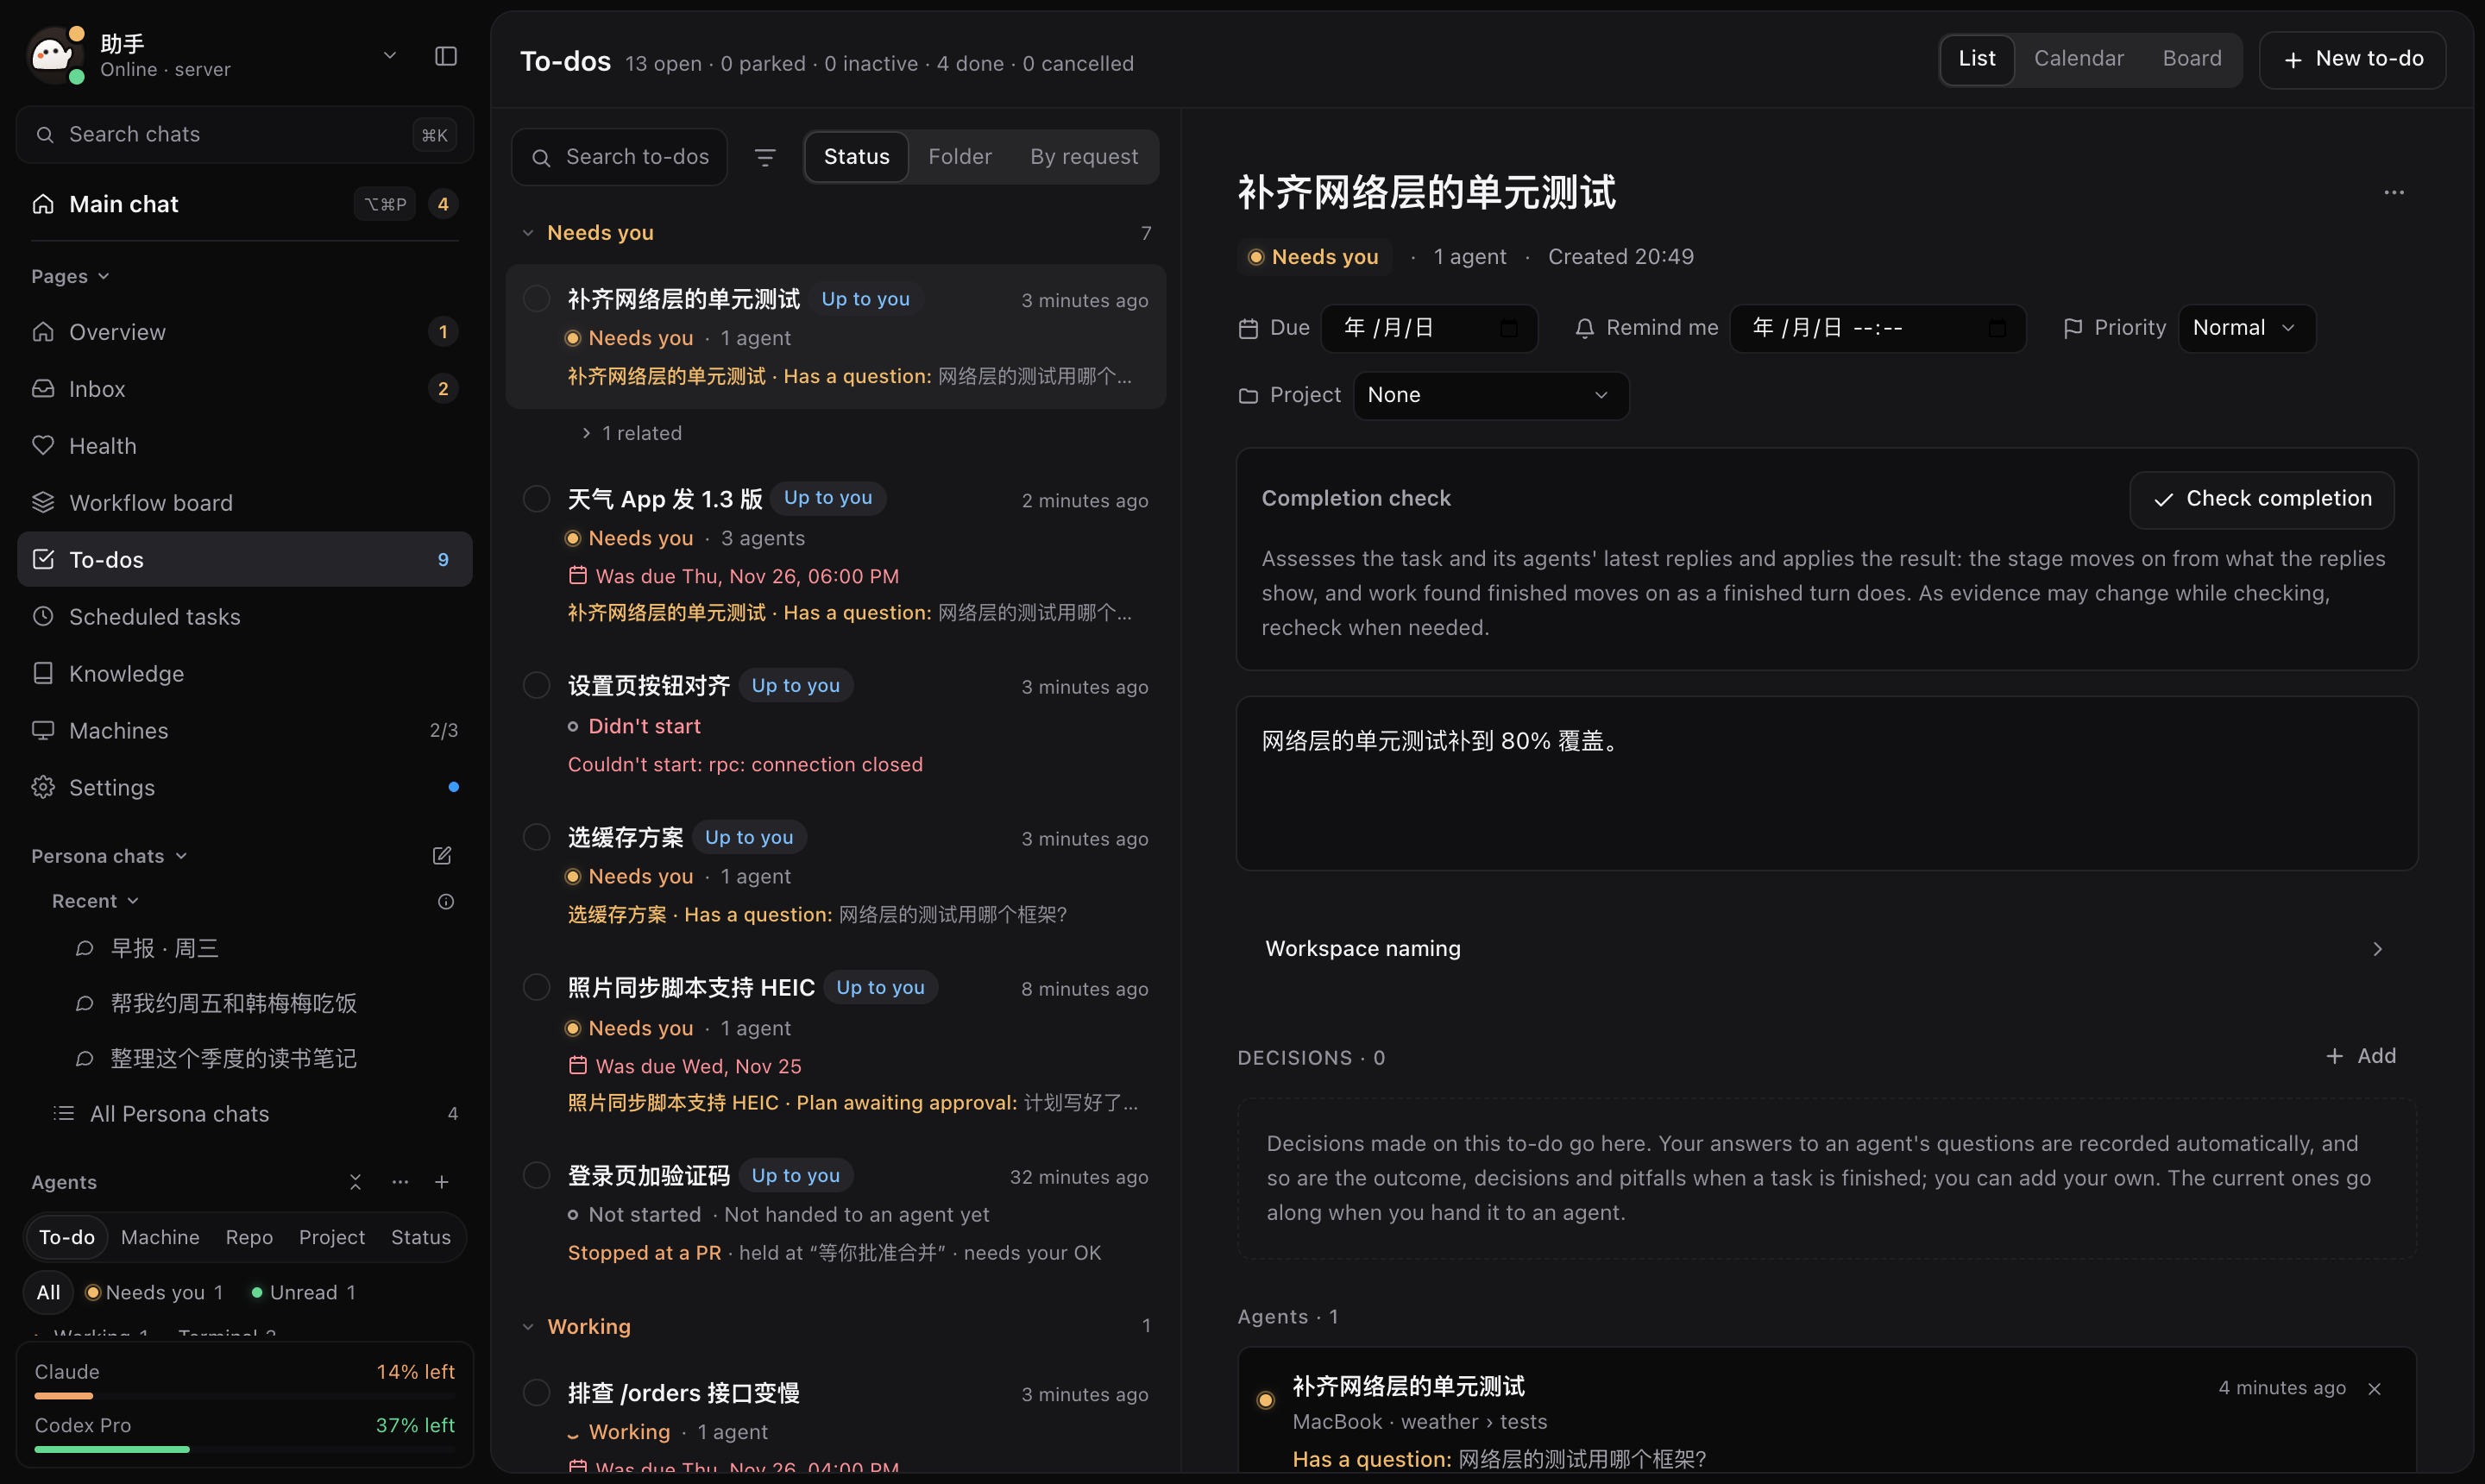 助手
Online · server
Search chats ⌘K
Main chat ⌥⌘P 4
Pages
Overview 1
Inbox 2
Health
Workflow board
To-dos 9
Scheduled tasks
Knowledge
Machines 2/3
Settings
Persona chats
Recent
早报 · 周三
帮我约周五和韩梅梅吃饭
整理这个季度的读书笔记
All Persona chats 4
Agents
To-do Machine Repo Project Status
All Needs you 1 Unread 1
Working 1 Terminal
Claude 14% left
Codex Pro 37% left
To-dos 13 open · 0 parked · 0 inactive · 4 done · 0 cancelled
List Calendar Board
New to-do
Search to-dos
Status Folder By request
Needs you 7
补齐网络层的单元测试 Up to you 3 minutes ago
Needs you · 1 agent
补齐网络层的单元测试 · Has a question: 网络层的测试用哪个...
1 related
天气 App 发 1.3 版 Up to you 2 minutes ago
Needs you · 3 agents
Was due Thu, Nov 26, 06:00 PM
补齐网络层的单元测试 · Has a question: 网络层的测试用哪个...
设置页按钮对齐 Up to you 3 minutes ago
Didn't start
Couldn't start: rpc: connection closed
选缓存方案 Up to you 3 minutes ago
Needs you · 1 agent
选缓存方案 · Has a question: 网络层的测试用哪个框架?
照片同步脚本支持 HEIC Up to you 8 minutes ago
Needs you · 1 agent
Was due Wed, Nov 25
照片同步脚本支持 HEIC · Plan awaiting approval: 计划写好了...
登录页加验证码 Up to you 32 minutes ago
Not started · Not handed to an agent yet
Stopped at a PR · held at “等你批准合并” · needs your OK
Working 1
排查 /orders 接口变慢 3 minutes ago
Working · 1 agent
Was due Thu, Nov 26, 04:00 PM
补齐网络层的单元测试
Needs you · 1 agent · Created 20:49
Due 年 /月/日 Remind me 年 /月/日 --:-- Priority Normal
Project None
Completion check Check completion
Assesses the task and its agents' latest replies and applies the result: the stage moves on from what the replies
show, and work found finished moves on as a finished turn does. As evidence may change while checking,
recheck when needed.
网络层的单元测试补到 80% 覆盖。
Workspace naming
DECISIONS · 0 Add
Decisions made on this to-do go here. Your answers to an agent's questions are recorded automatically, and
so are the outcome, decisions and pitfalls when a task is finished; you can add your own. The current ones go
along when you hand it to an agent.
Agents · 1
补齐网络层的单元测试 4 minutes ago
MacBook · weather › tests
Has a question: 网络层的测试用哪个框架?